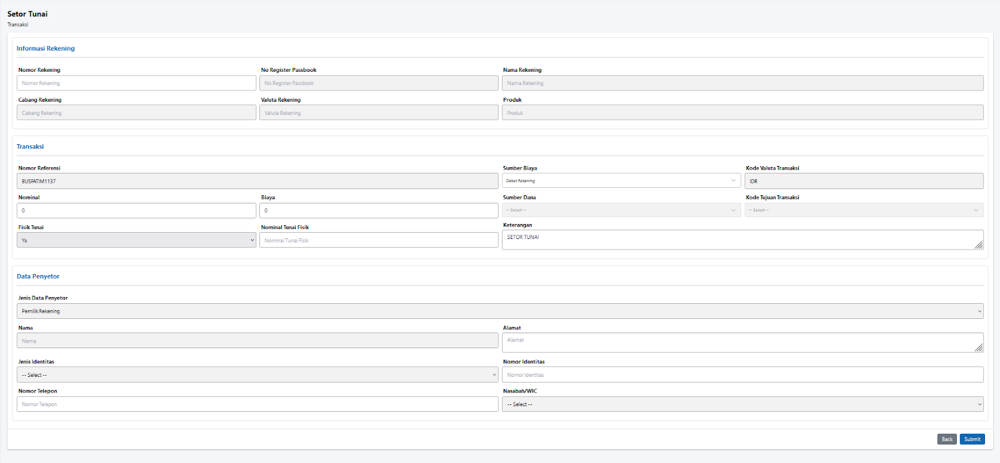 Setor Tunai
Transaksi
Informasi Rekening
Nomor Rekening No Register Passbook Nama Rekening
Nomor Rekening No Register Passbook Nama Rekening
Cabang Rekening Valuta Rekening Produk
Cabang Rekening Valuta Rekening Produk
Transaksi
Nomor Referensi Sumber Biaya Kode Valuta Transaksi
BUSFATIM1137 Debet Rekening IDR
Nominal Biaya Sumber Dana Kode Tujuan Transaksi
0 0 -- Select -- -- Select --
Fisik Tunai Nominal Tunai Fisik Keterangan
Ya Nominal Tunai Fisik SETOR TUNAI
Data Penyetor
Jenis Data Penyetor
Pemilik Rekening
Nama Alamat
Nama Alamat
Jenis Identitas Nomor Identitas
-- Select -- Nomor Identitas
Nomor Telepon Nasabah/WIC
Nomor Telepon -- Select --
Back Submit